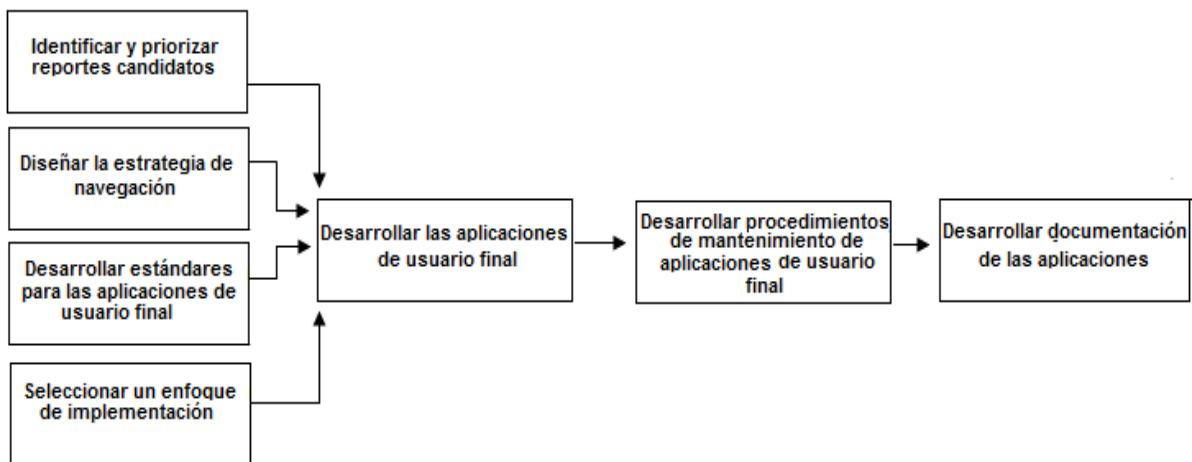 Identificar y priorizar
reportes candidatos
Diseñar la estrategia de
navegación
Desarrollar estándares
para las aplicaciones de
usuario final
Seleccionar un enfoque
de implementación
Desarrollar las aplicaciones
de usuario final
Desarrollar procedimientos
de mantenimiento de
aplicaciones de usuario
final
Desarrollar documentación
de las aplicaciones